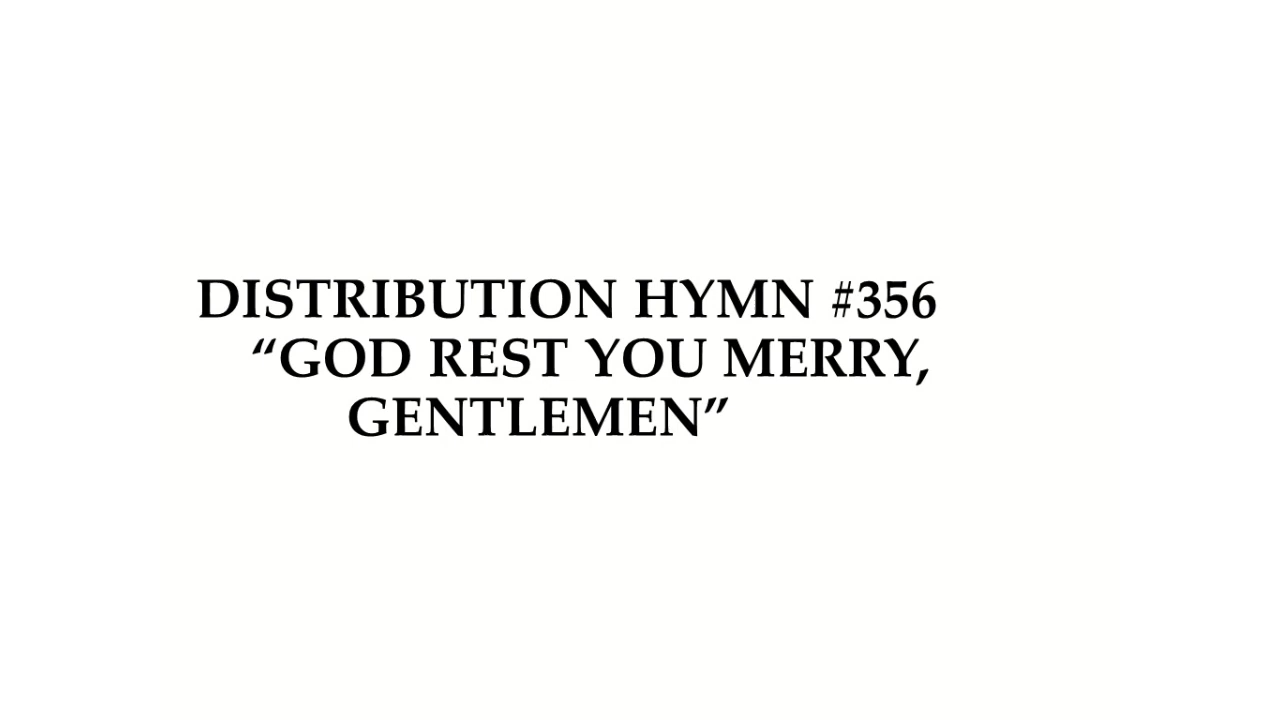 DISTRIBUTION HYMN #356
“GOD REST YOU MERRY,
GENTLEMEN”